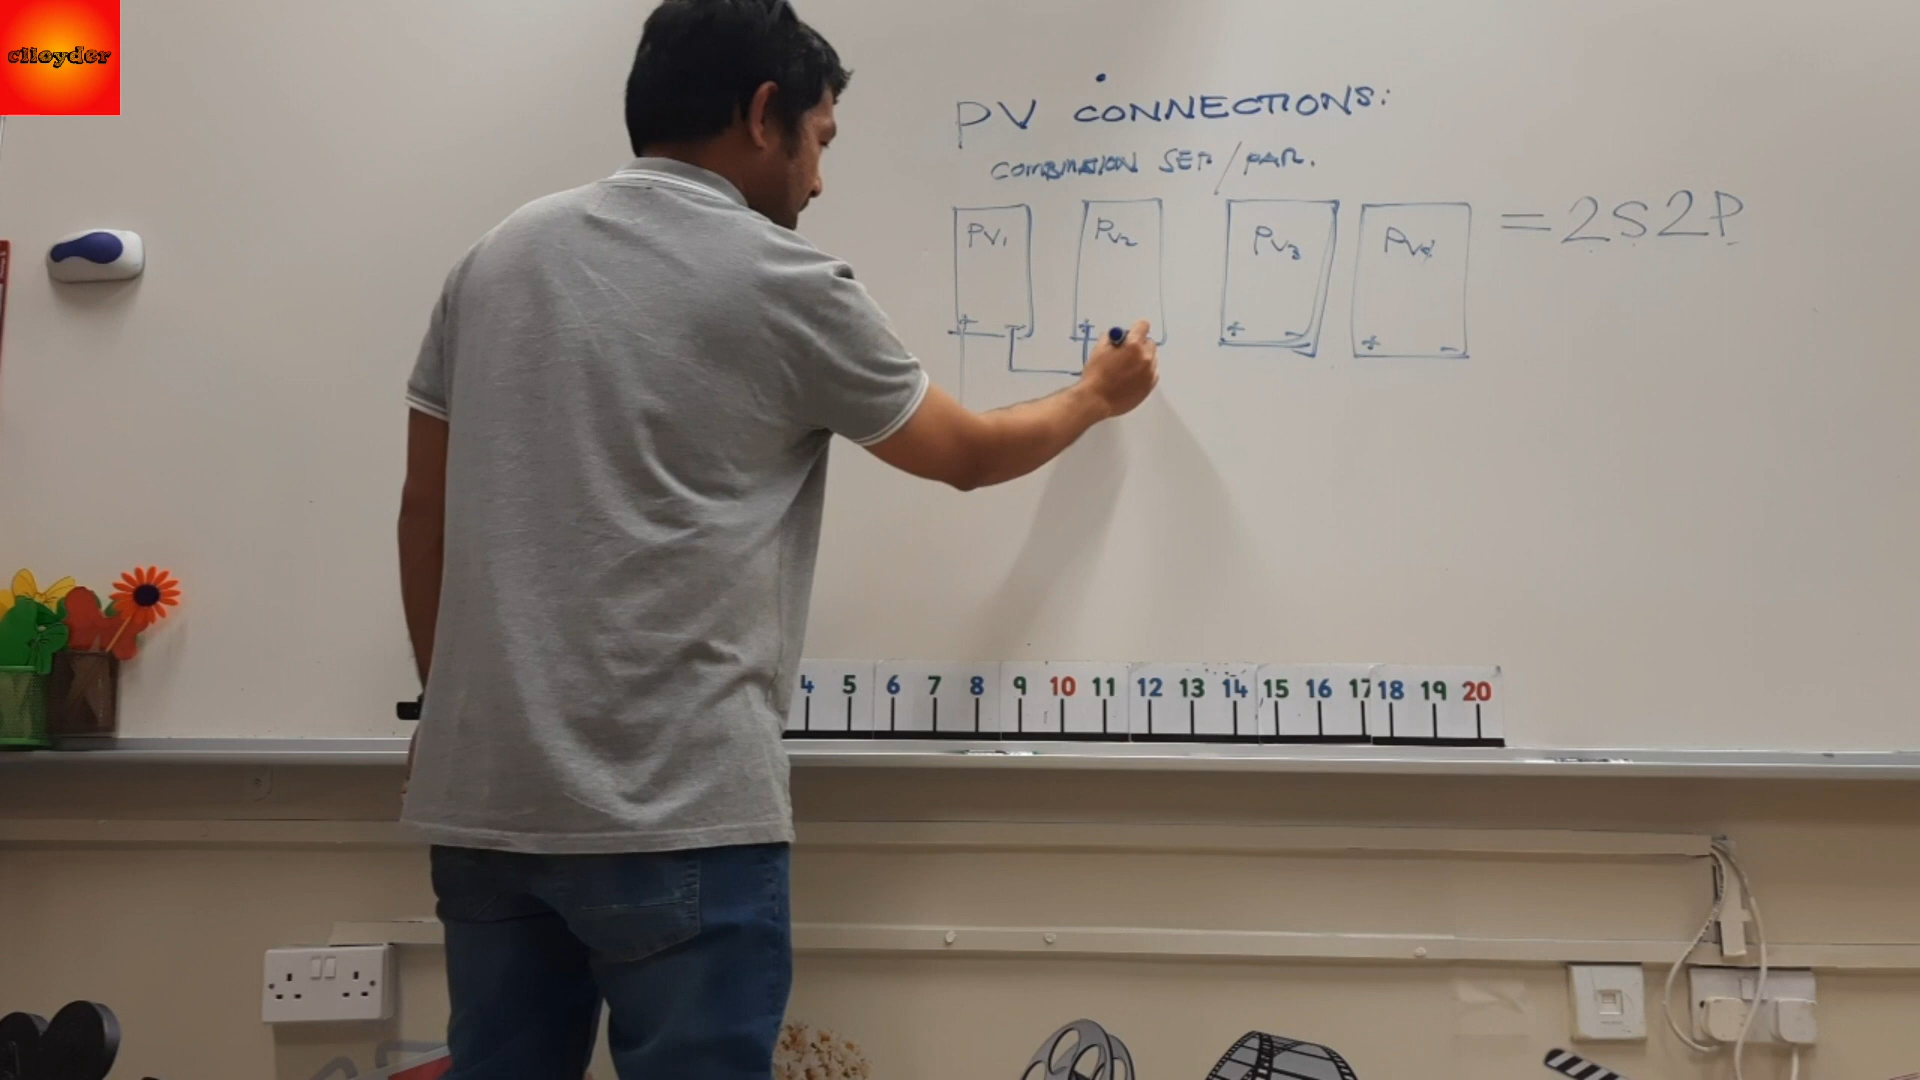 ciloyder
PV CONNECTIONS:
COMBINATION SER/PAR.
PV1 PV2 PV3 PV4 = 2S2P
+ - + + - + -
4 5 6 7 8 9 10 11 12 13 14 15 16 17 18 19 20